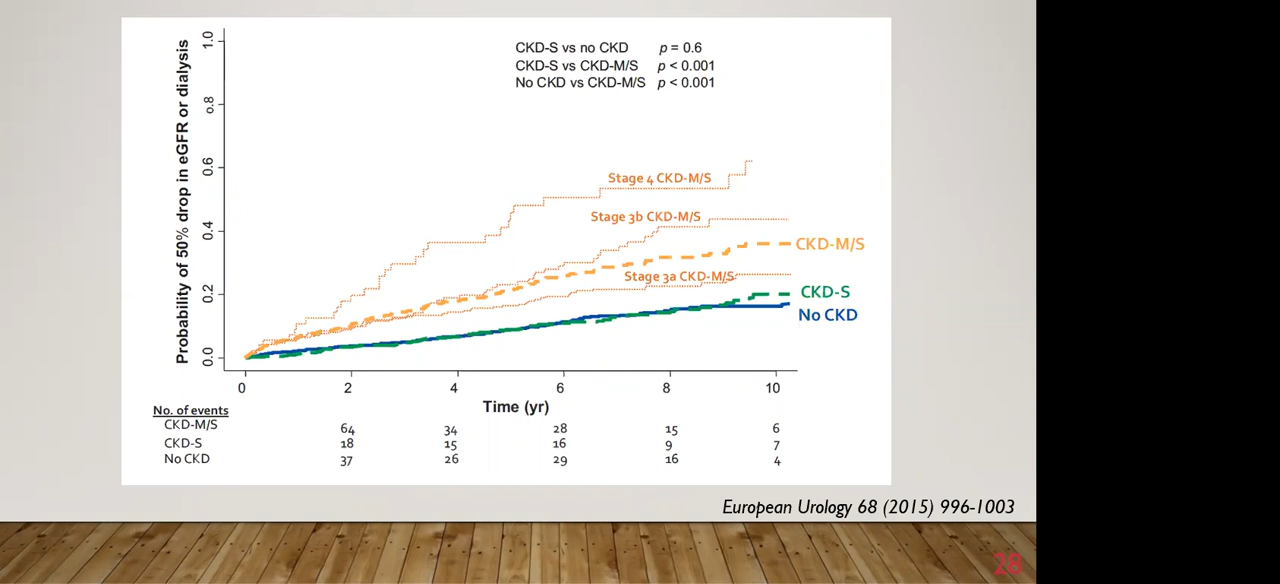 CKD-S vs no CKD p = 0.6
CKD-S vs CKD-M/S p < 0.001
No CKD vs CKD-M/S p < 0.001
Probability of 50% drop in eGFR or dialysis
1.0
0.8
0.6
0.4
0.2
0.0
Stage 4 CKD-M/S
Stage 3b CKD-M/S
CKD-M/S
Stage 3a CKD-M/S
CKD-S
No CKD
0 2 4 6 8 10
Time (yr)
No. of events
CKD-M/S 64 34 28 15 6
CKD-S 18 15 16 9 7
No CKD 37 26 29 16 4
European Urology 68 (2015) 996-1003
28